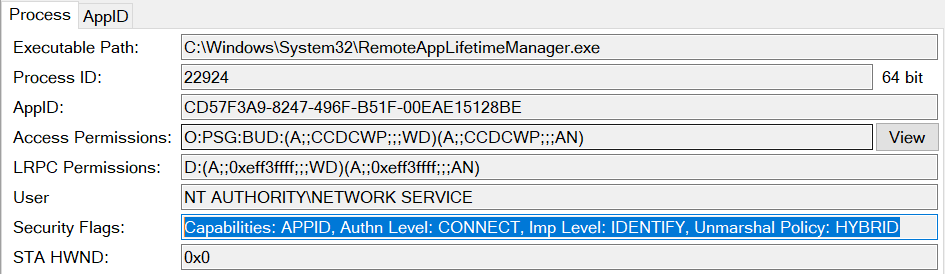 Process AppID
Executable Path: C:\Windows\System32\RemoteAppLifetimeManager.exe
Process ID: 22924 64 bit
AppID: CD57F3A9-8247-496F-B51F-00EAE15128BE
Access Permissions: O:PSG:BUD:(A;;CCDCWP;;;WD)(A;;CCDCWP;;;AN) View
LRPC Permissions: D:(A;;0xeff3ffff;;;WD)(A;;0xeff3ffff;;;AN)
User NT AUTHORITY\NETWORK SERVICE
Security Flags: Capabilities: APPID, Authn Level: CONNECT, Imp Level: IDENTIFY, Unmarshal Policy: HYBRID
STA HWND: 0x0